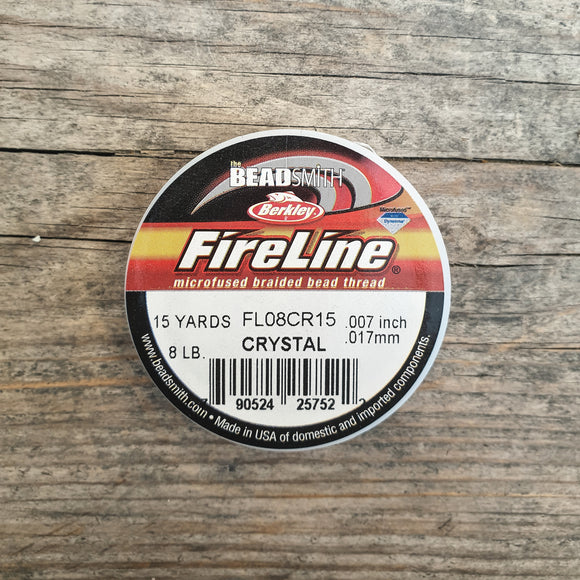 the
BEADSMITH
Berkley
Dyneema
FireLine®
microfused braided bead thread
15 YARDS FL08CR15 .007 inch
8 LB. CRYSTAL .017mm
90524 25752
www.beadsmith.com • Made in USA of domestic and imported components.